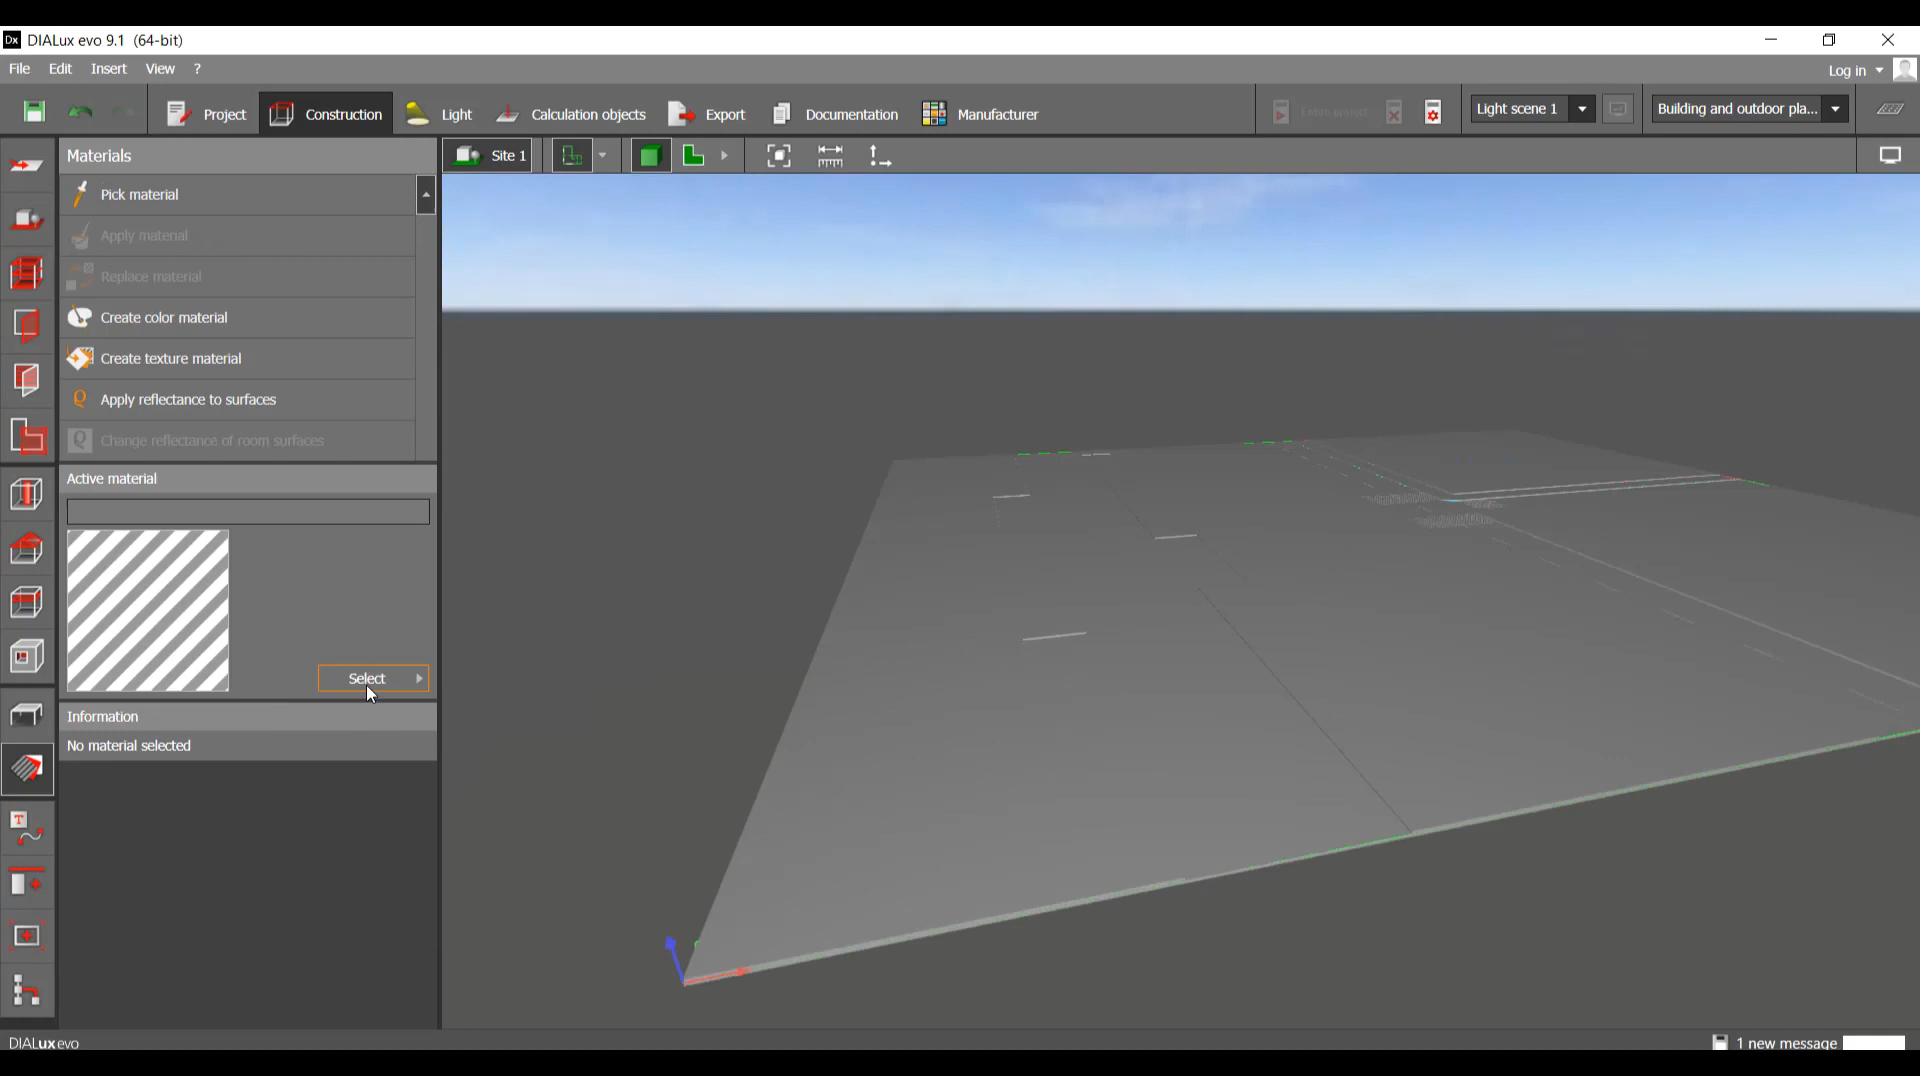 Dx DIALux evo 9.1 (64-bit)
File Edit Insert View ?
Log in
Project Construction Light Calculation objects Export Documentation Manufacturer
Entire project
Light scene 1
Building and outdoor pla...
Materials
Site 1
Pick material
Apply material
Replace material
Create color material
Create texture material
Apply reflectance to surfaces
Change reflectance of room surfaces
Active material
Select
Information
No material selected
T
DIALux evo
1 new message